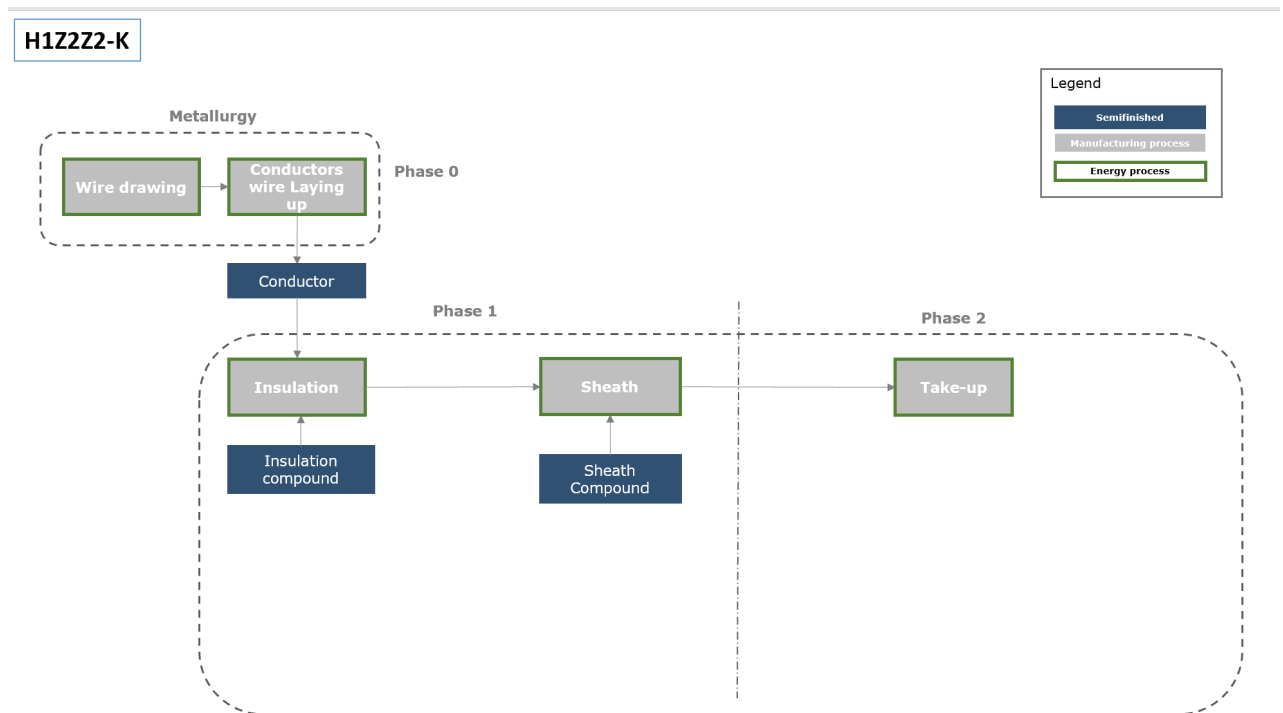 H1Z2Z2-K
Legend
Semifinished
Manufacturing process
Energy process
Metallurgy
Phase 0
Wire drawing
Conductors
wire Laying
up
Conductor
Phase 1
Phase 2
Insulation
Sheath
Take-up
Insulation
compound
Sheath
Compound